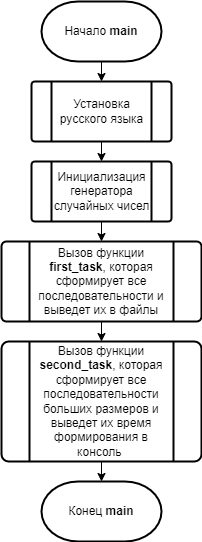 Начало main
Установка
русского языка
Инициализация
генератора
случайных чисел
Вызов функции
first_task, которая
сформирует все
последовательности и
выведет их в файлы
Вызов функции
second_task, которая
сформирует все
последовательности
больших размеров и
выведет их время
формирования в
консоль
Конец main